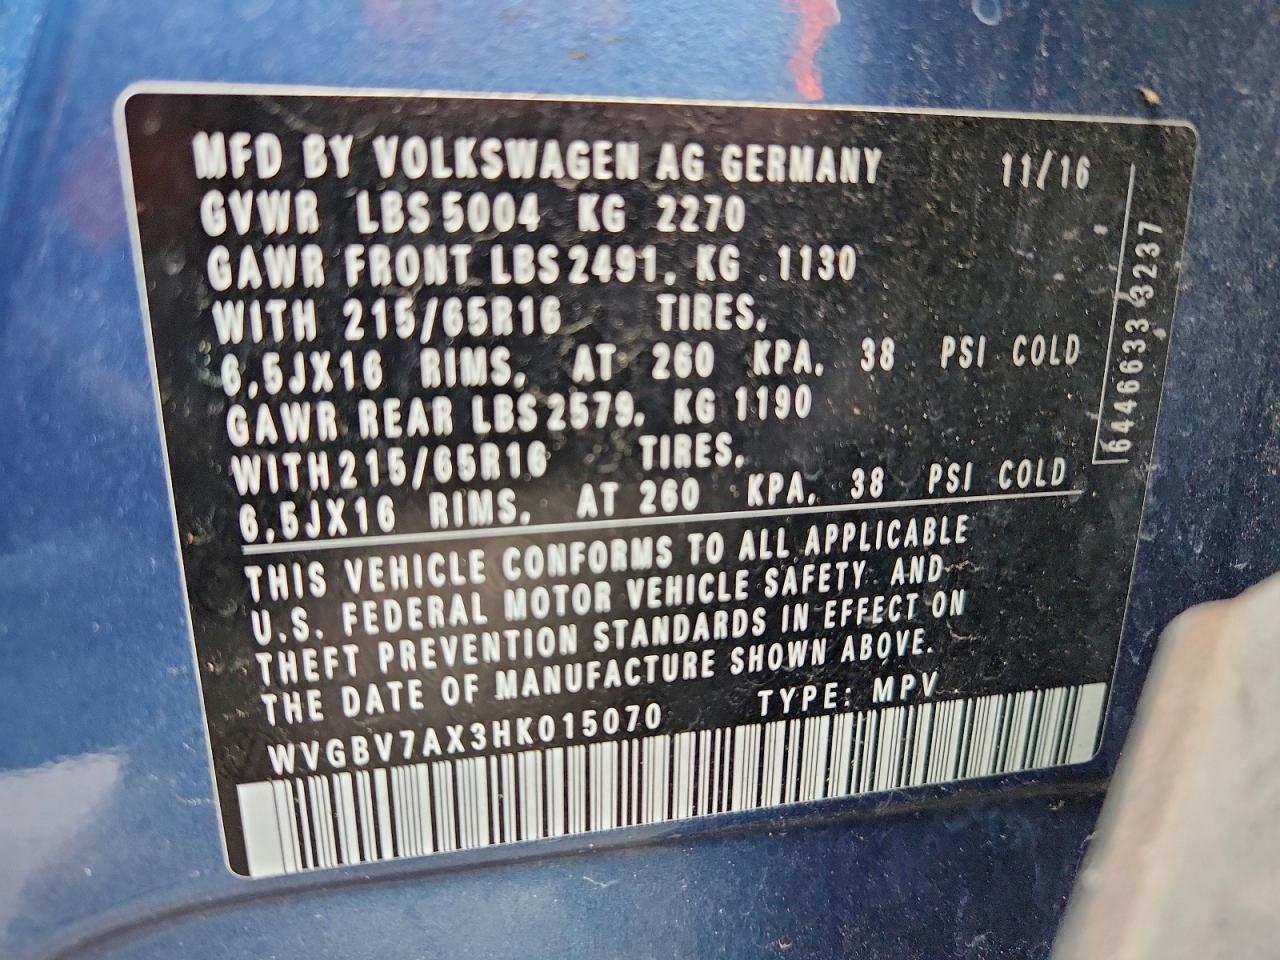 MFD BY VOLKSWAGEN AG GERMANY 11/16
GVWR LBS 5004 KG 2270
GAWR FRONT LBS 2491. KG 1130
WITH 215/65R16 TIRES.
6.5JX16 RIMS. AT 260 KPA. 38 PSI COLD
GAWR REAR LBS 2579. KG 1190
WITH 215/65R16 TIRES.
6.5JX16 RIMS. AT 260 KPA. 38 PSI COLD
THIS VEHICLE CONFORMS TO ALL APPLICABLE
U.S. FEDERAL MOTOR VEHICLE SAFETY AND
THEFT PREVENTION STANDARDS IN EFFECT ON
THE DATE OF MANUFACTURE SHOWN ABOVE.
WVGBV7AX3HK015070 TYPE: MPV
6446633 3237